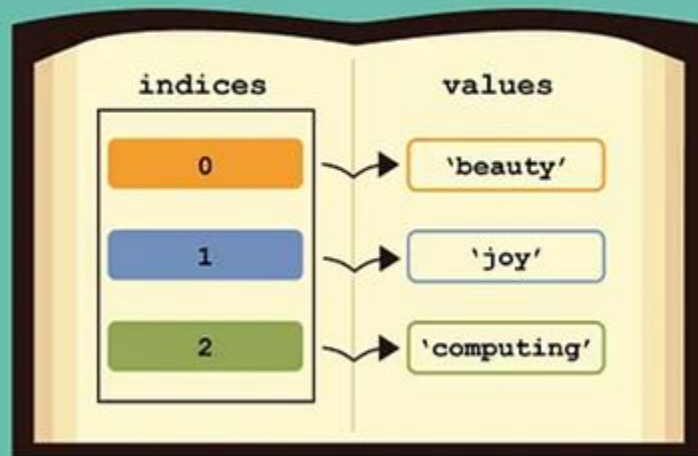 indices values
0 ‘beauty’
1 ‘joy’
2 ‘computing’